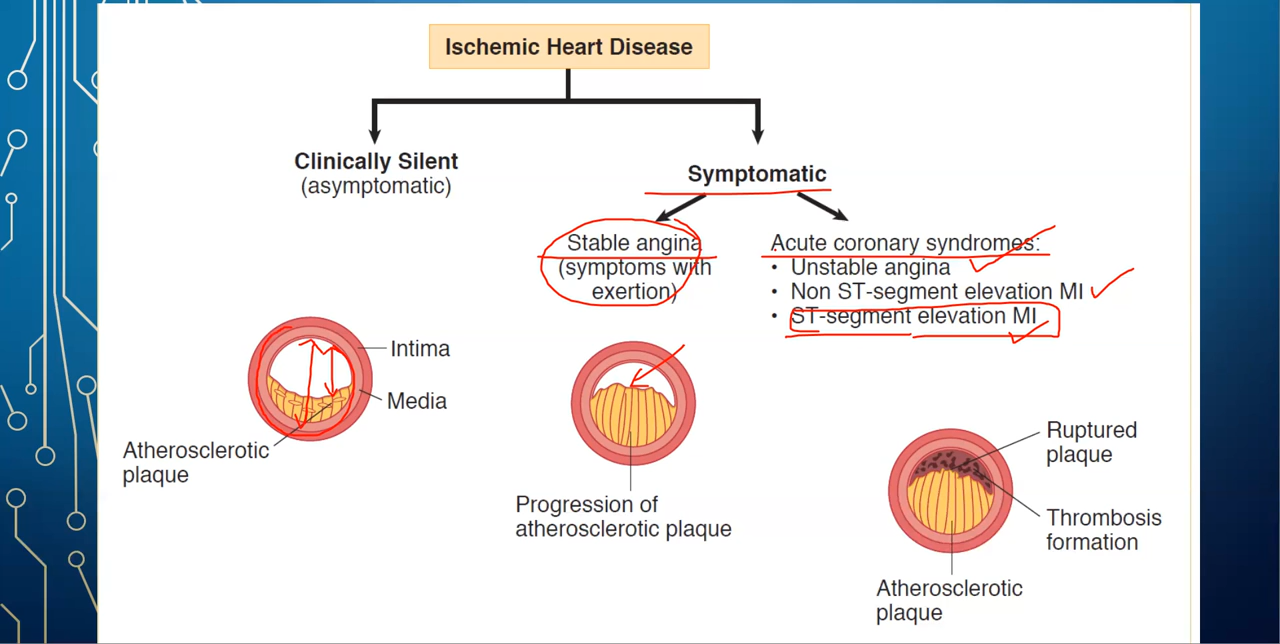 Ischemic Heart Disease
Clinically Silent
(asymptomatic)
Symptomatic
Stable angina
(symptoms with
exertion)
Acute coronary syndromes:
• Unstable angina
• Non ST-segment elevation MI
• ST-segment elevation MI
Intima
Media
Atherosclerotic
plaque
Progression of
atherosclerotic plaque
Ruptured
plaque
Thrombosis
formation
Atherosclerotic
plaque